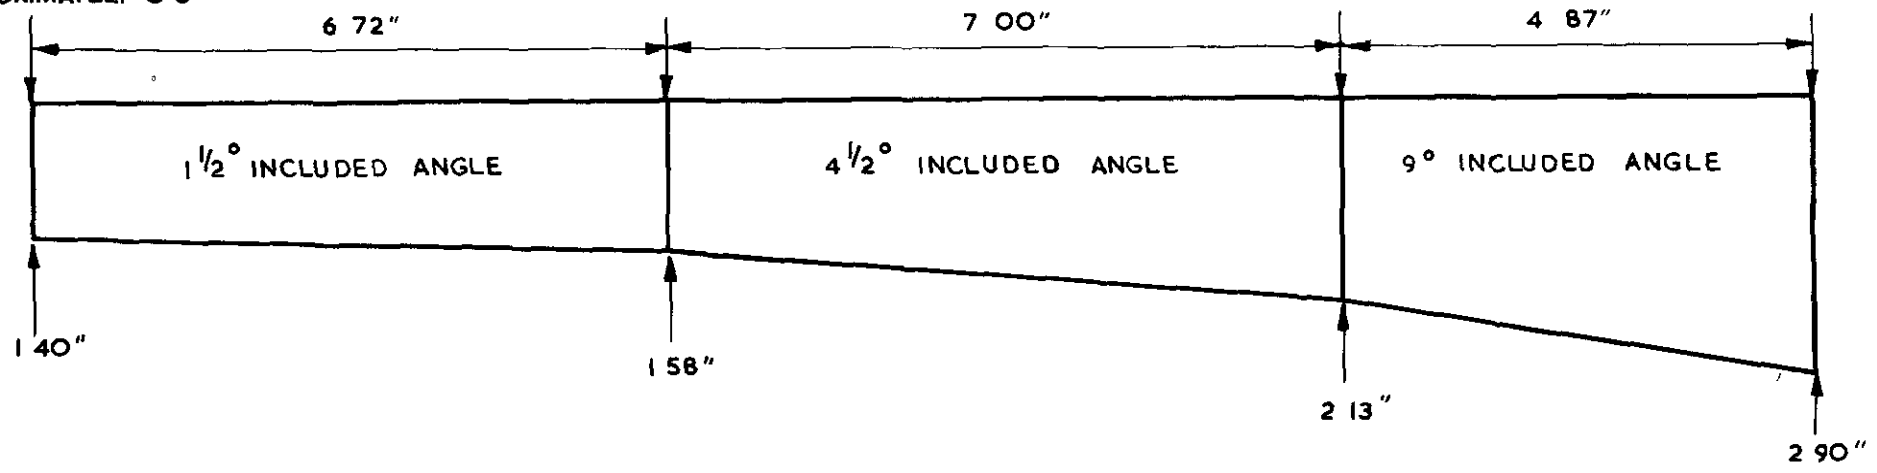 6 72" 7 00" 4 87"
1 1/2° INCLUDED ANGLE 4 1/2° INCLUDED ANGLE 9° INCLUDED ANGLE
1 40"
1 58"
2 13"
2 90"